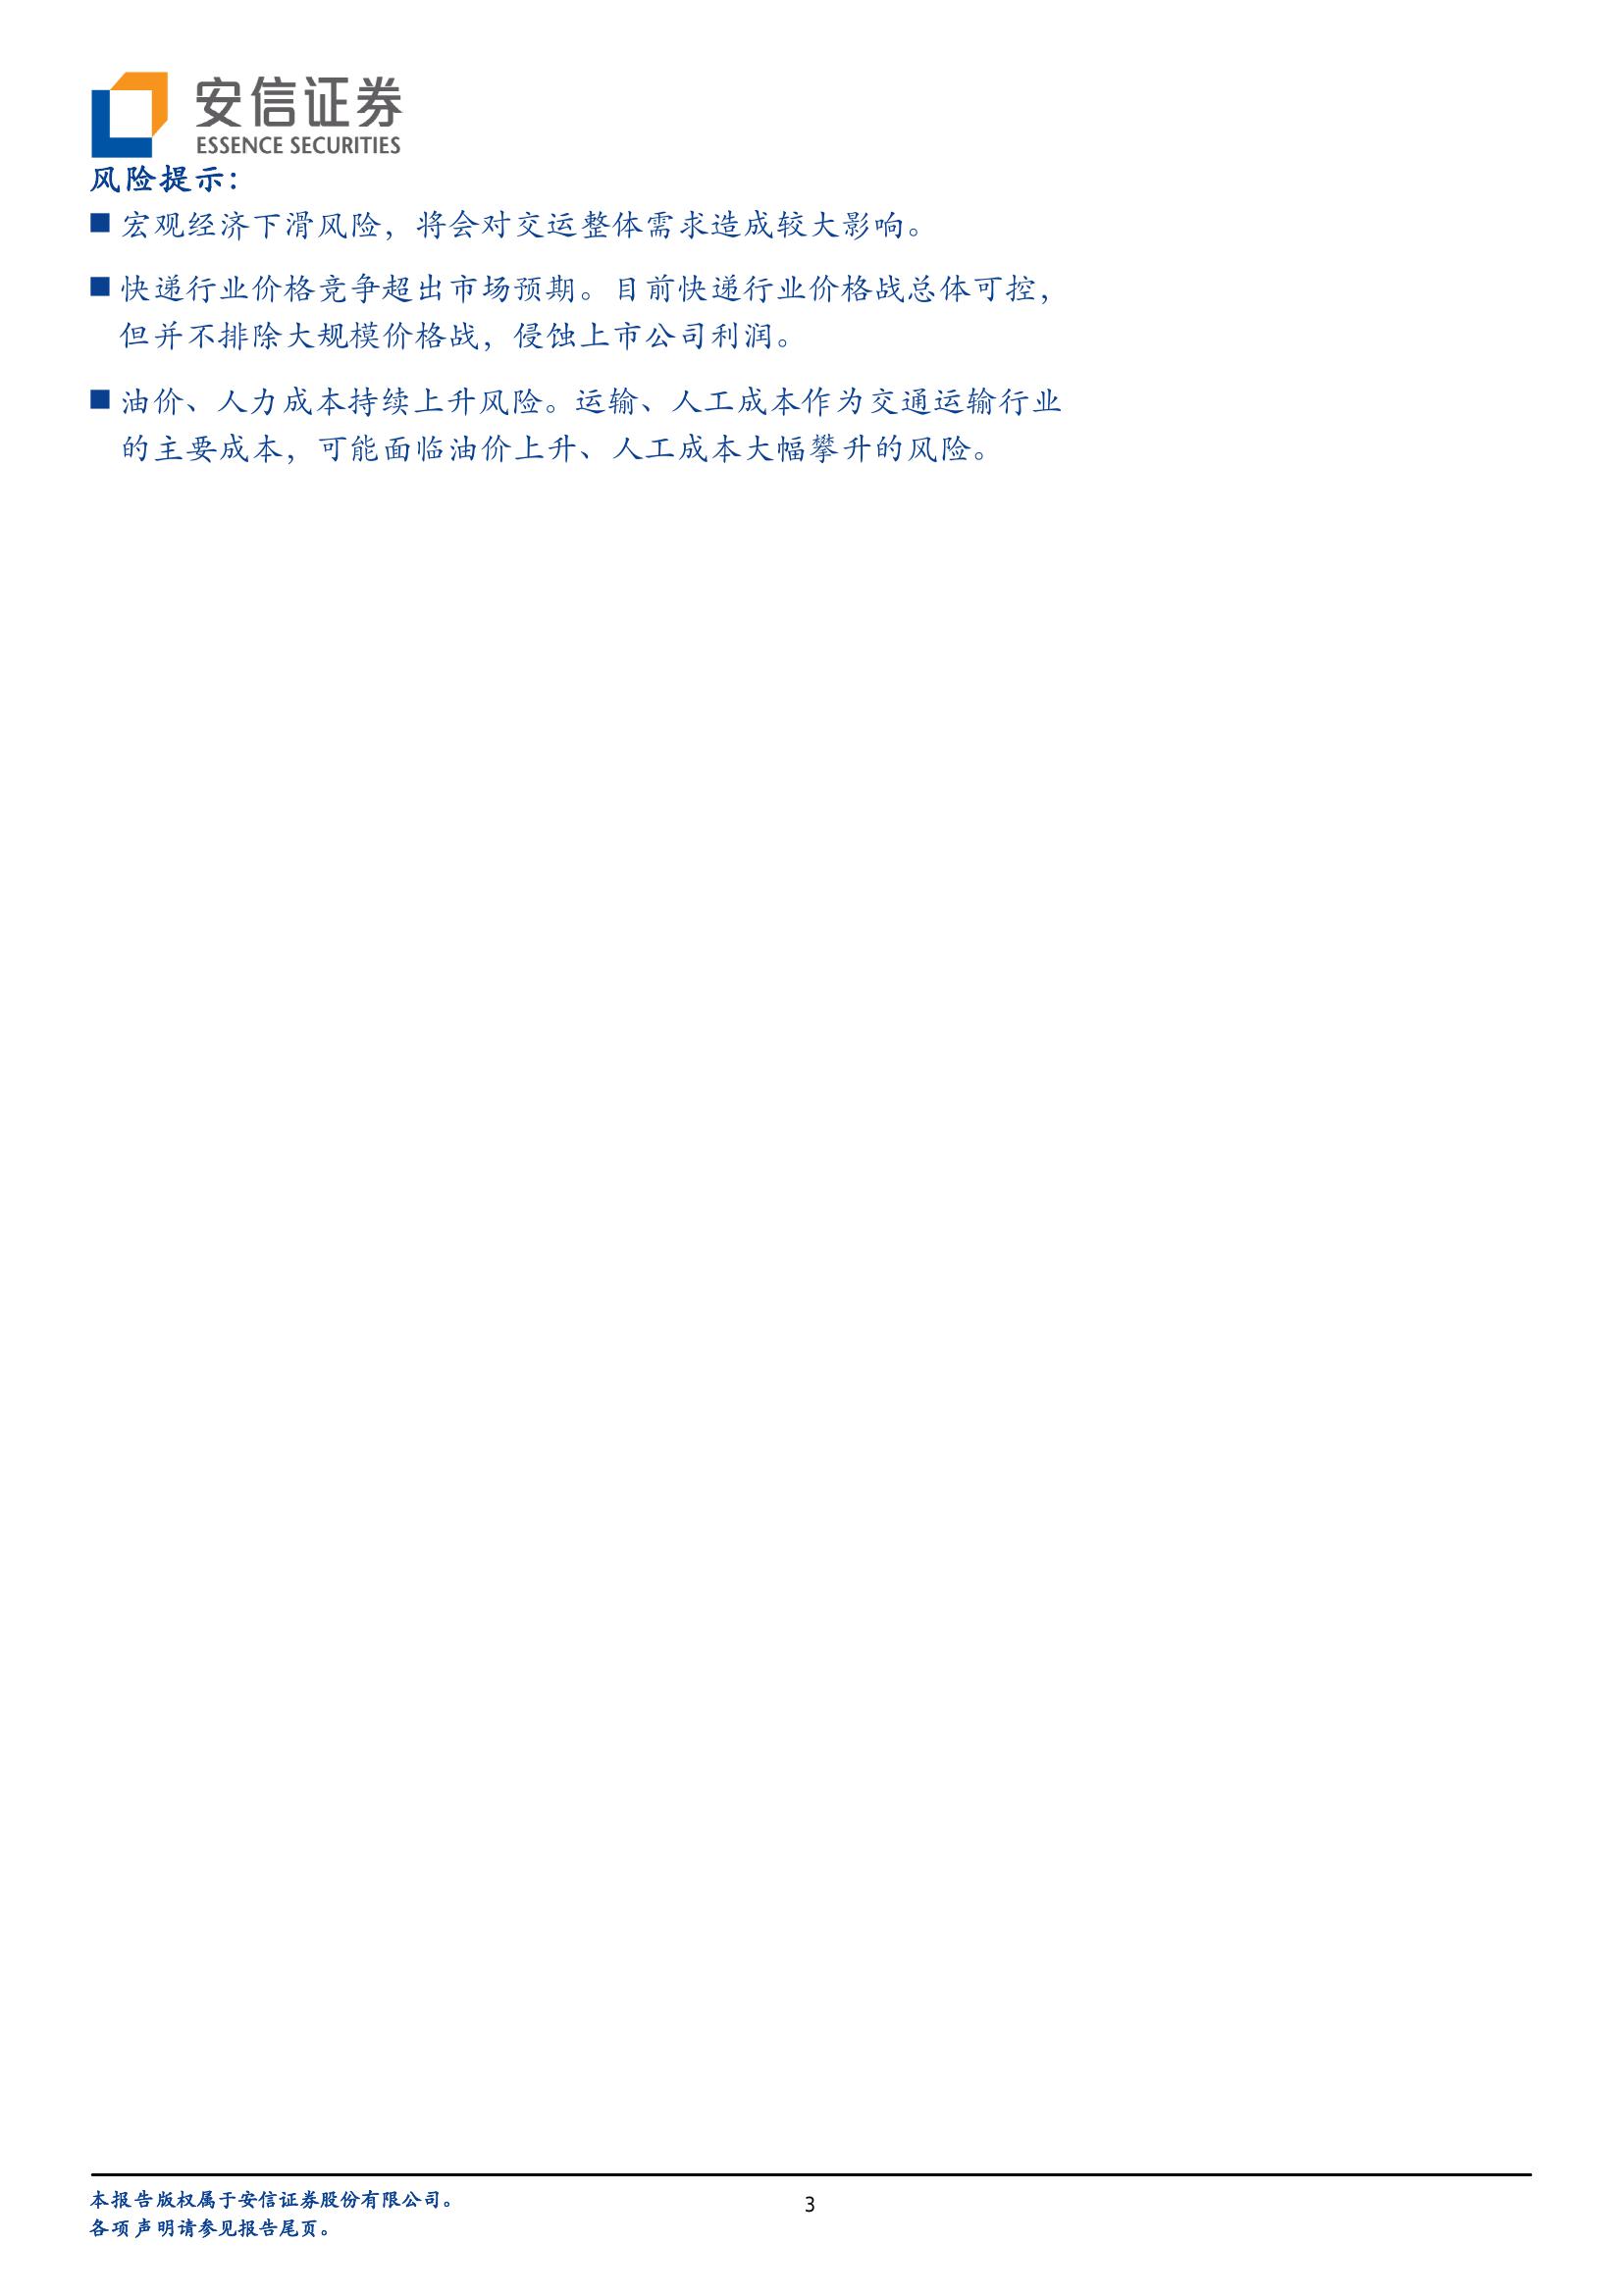 安信证券
ESSENCE SECURITIES
风险提示：
■ 宏观经济下滑风险，将会对交运整体需求造成较大影响。
■ 快递行业价格竞争超出市场预期。目前快递行业价格战总体可控，
但并不排除大规模价格战，侵蚀上市公司利润。
■ 油价、人力成本持续上升风险。运输、人工成本作为交通运输行业
的主要成本，可能面临油价上升、人工成本大幅攀升的风险。
本报告版权属于安信证券股份有限公司。
3
各项声明请参见报告尾页。